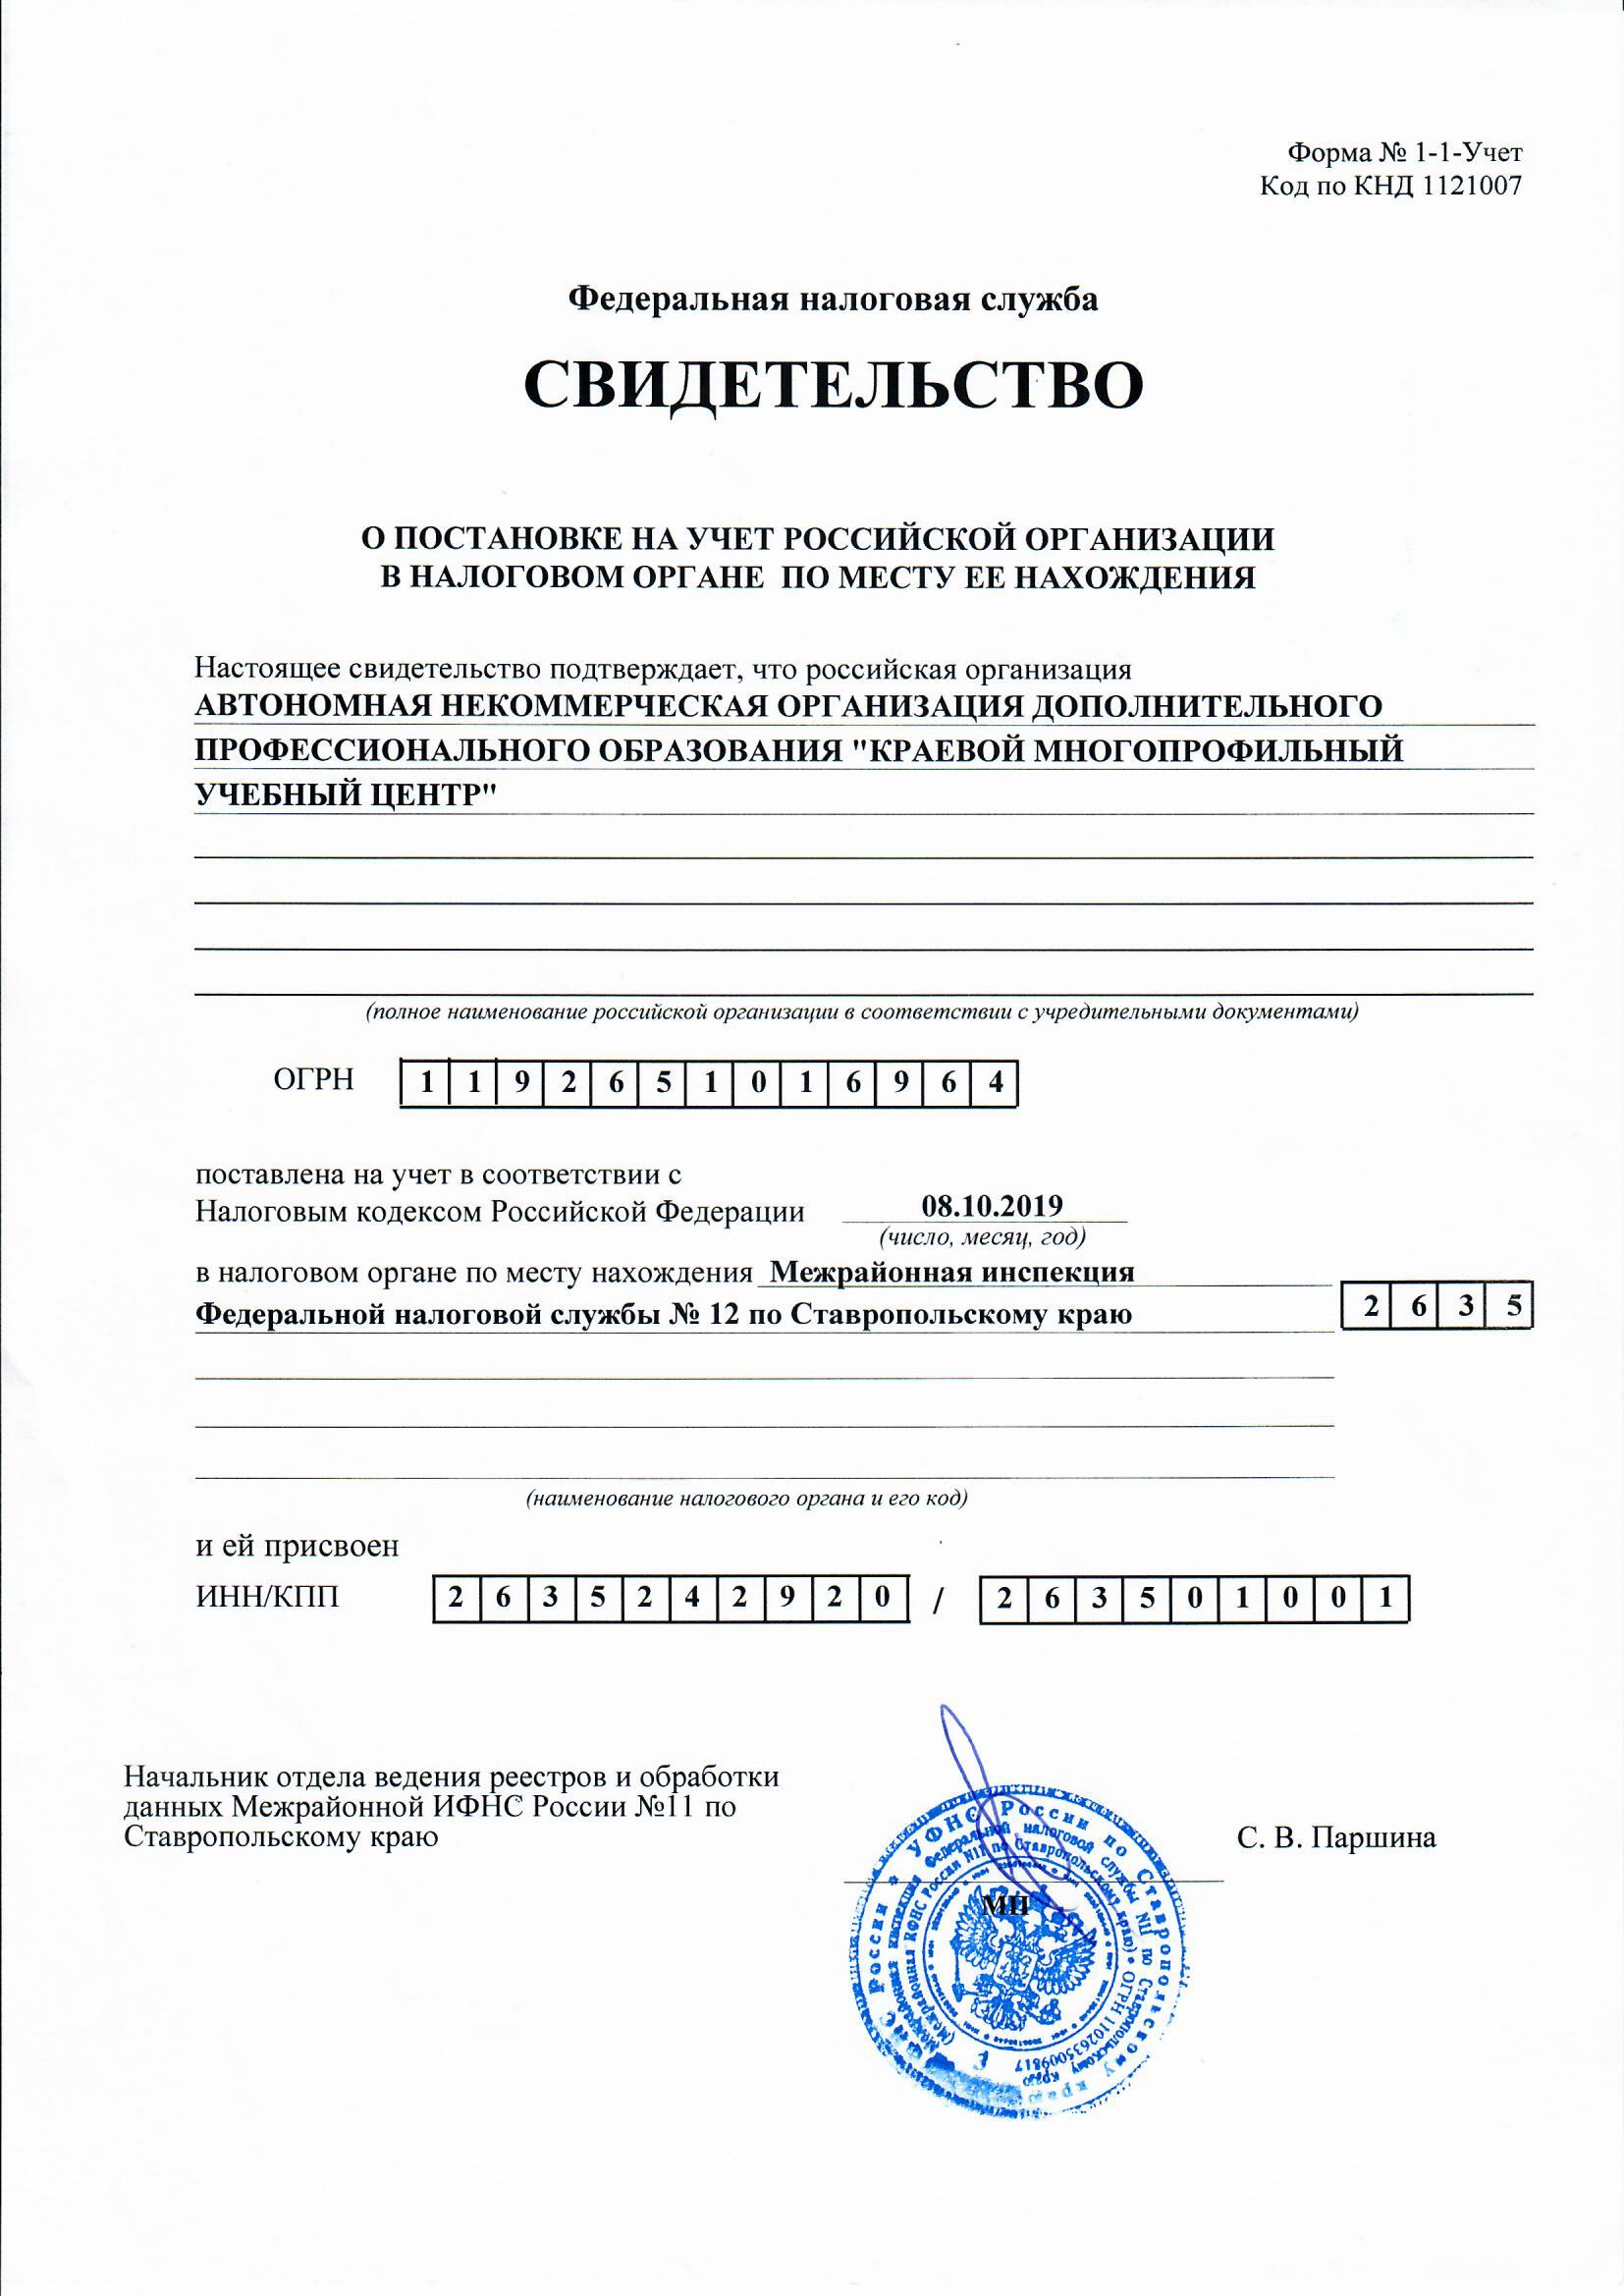 Форма № 1-1-Учет
Код по КНД 1121007
Федеральная налоговая служба
СВИДЕТЕЛЬСТВО
О ПОСТАНОВКЕ НА УЧЕТ РОССИЙСКОЙ ОРГАНИЗАЦИИ
В НАЛОГОВОМ ОРГАНЕ ПО МЕСТУ ЕЕ НАХОЖДЕНИЯ
Настоящее свидетельство подтверждает, что российская организация
АВТОНОМНАЯ НЕКОММЕРЧЕСКАЯ ОРГАНИЗАЦИЯ ДОПОЛНИТЕЛЬНОГО
ПРОФЕССИОНАЛЬНОГО ОБРАЗОВАНИЯ "КРАЕВОЙ МНОГОПРОФИЛЬНЫЙ
УЧЕБНЫЙ ЦЕНТР"
(полное наименование российской организации в соответствии с учредительными документами)
ОГРН 1 1 9 2 6 5 1 0 1 6 9 6 4
поставлена на учет в соответствии с
Налоговым кодексом Российской Федерации 08.10.2019
(число, месяц, год)
в налоговом органе по месту нахождения Межрайонная инспекция
Федеральной налоговой службы № 12 по Ставропольскому краю 2 6 3 5
(наименование налогового органа и его код)
и ей присвоен
ИНН/КПП 2 6 3 5 2 4 2 9 2 0 / 2 6 3 5 0 1 0 0 1
Начальник отдела ведения реестров и обработки
данных Межрайонной ИФНС России №11 по
Ставропольскому краю
С. В. Паршина
МП
УФНС России по Ставропольскому краю
Федеральной налоговой службы N11 по Ставропольскому краю
(Межрайонная ИФНС России N11 по Ставропольскому краю) ОГРН 1102635009817